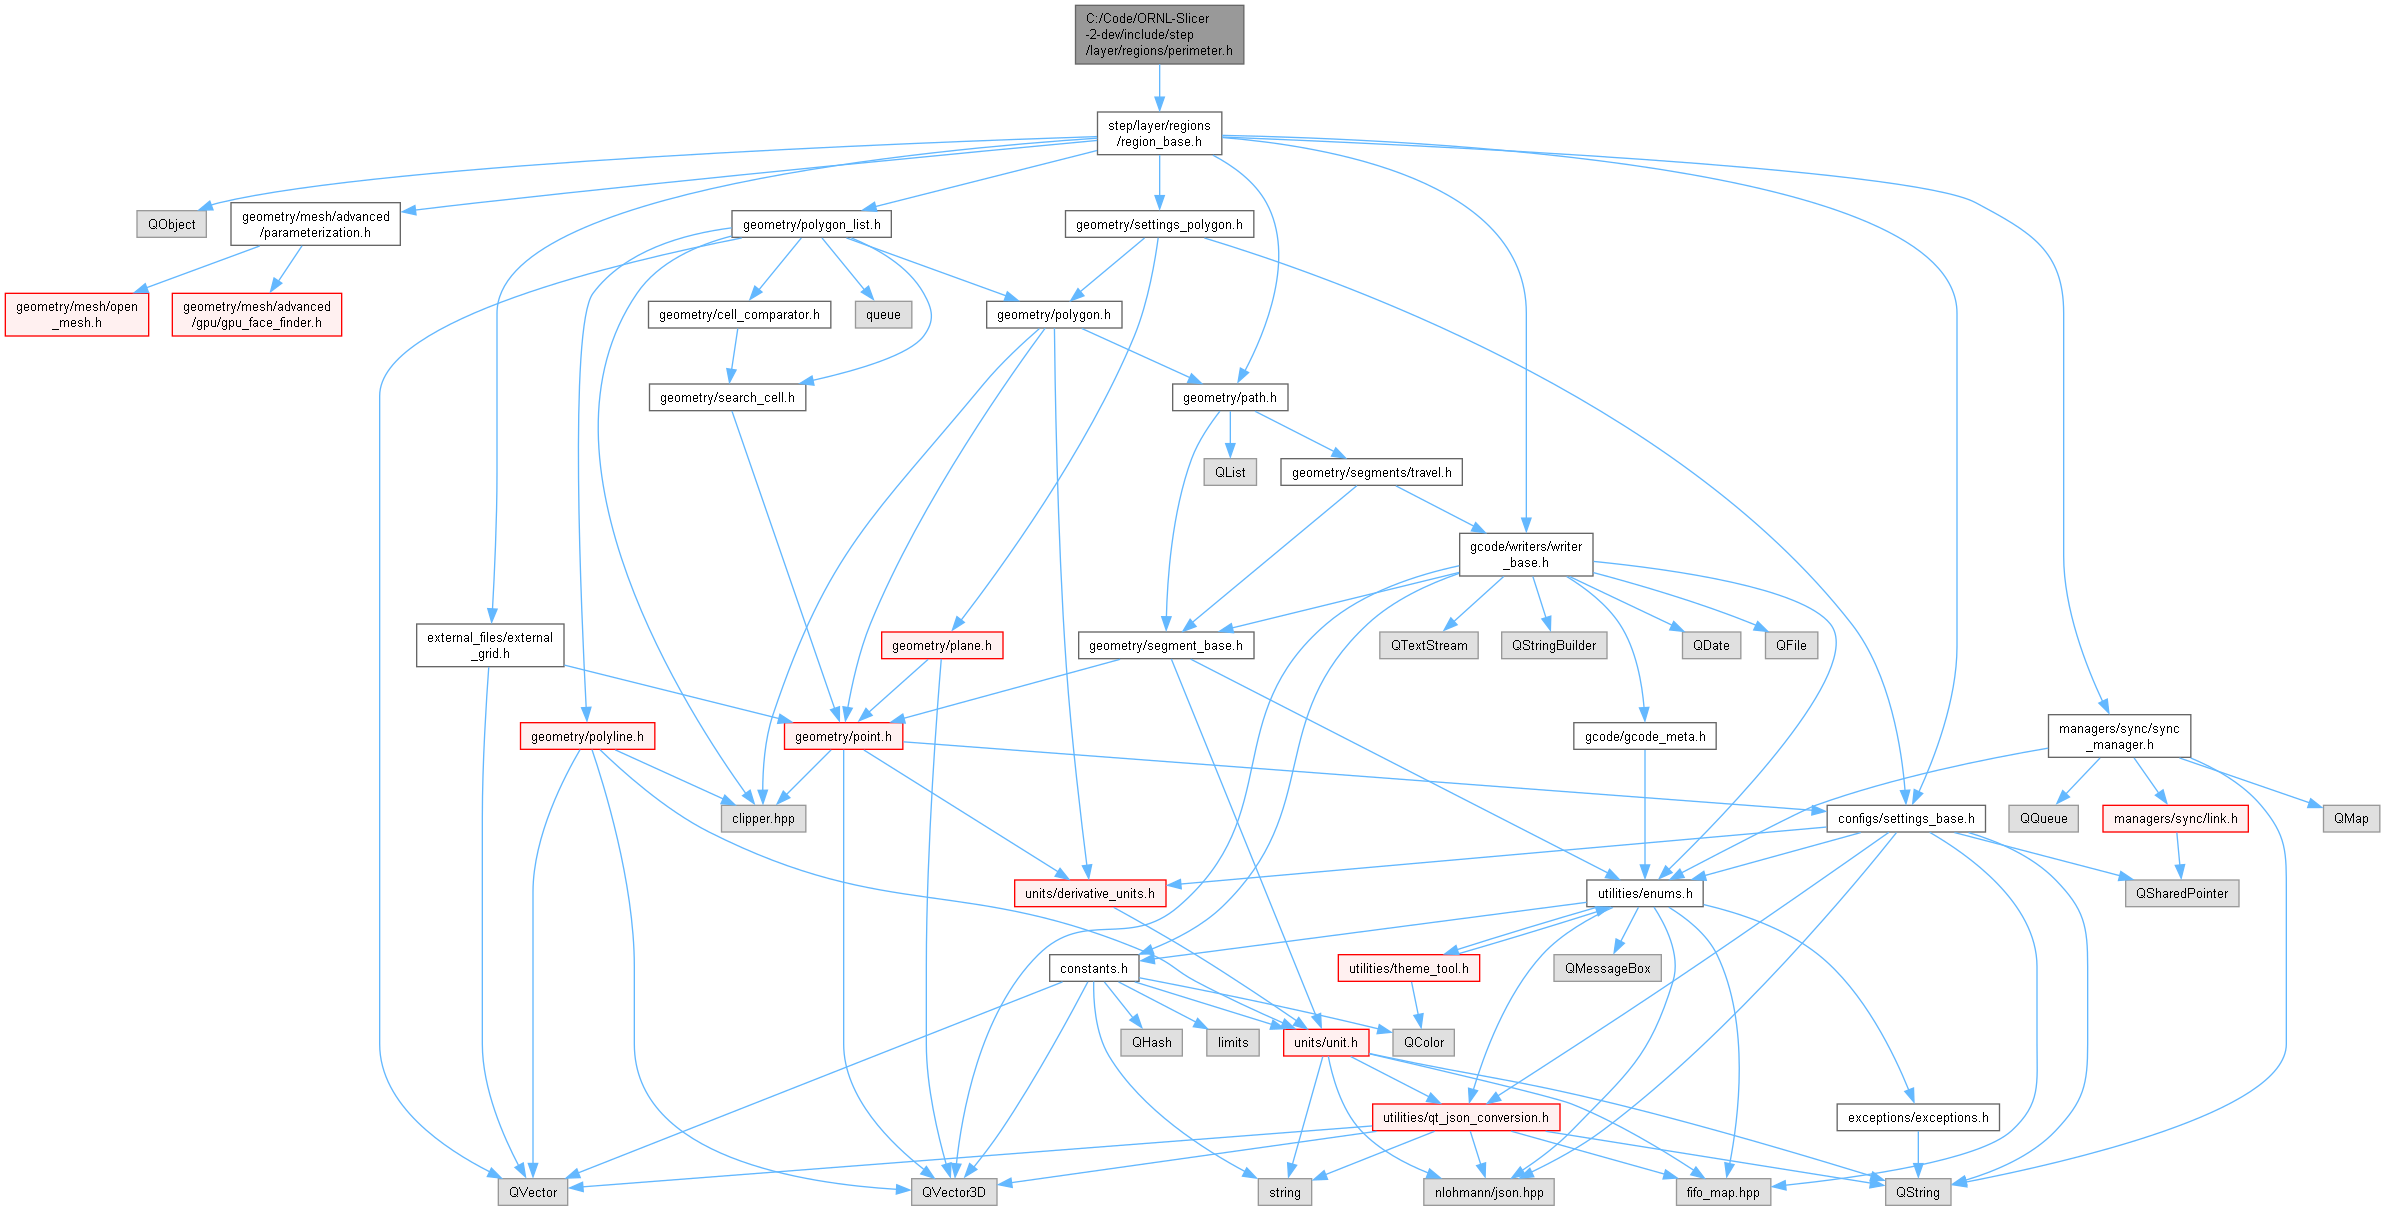 C:/Code/ORNL-Slicer
-2-dev/include/step
/layer/regions/perimeter.h
step/layer/regions
/region_base.h
QObject
geometry/mesh/advanced
/parameterization.h
geometry/polygon_list.h
geometry/settings_polygon.h
geometry/mesh/open
_mesh.h
geometry/mesh/advanced
/gpu/gpu_face_finder.h
geometry/cell_comparator.h
queue
geometry/polygon.h
geometry/search_cell.h
geometry/path.h
QList
geometry/segments/travel.h
gcode/writers/writer
_base.h
external_files/external
_grid.h
geometry/plane.h
geometry/segment_base.h
QTextStream
QStringBuilder
QDate
QFile
geometry/polyline.h
geometry/point.h
gcode/gcode_meta.h
managers/sync/sync
_manager.h
clipper.hpp
configs/settings_base.h
QQueue
managers/sync/link.h
QMap
units/derivative_units.h
utilities/enums.h
QSharedPointer
constants.h
utilities/theme_tool.h
QMessageBox
QHash
limits
units/unit.h
QColor
utilities/qt_json_conversion.h
exceptions/exceptions.h
QVector
QVector3D
string
nlohmann/json.hpp
fifo_map.hpp
QString